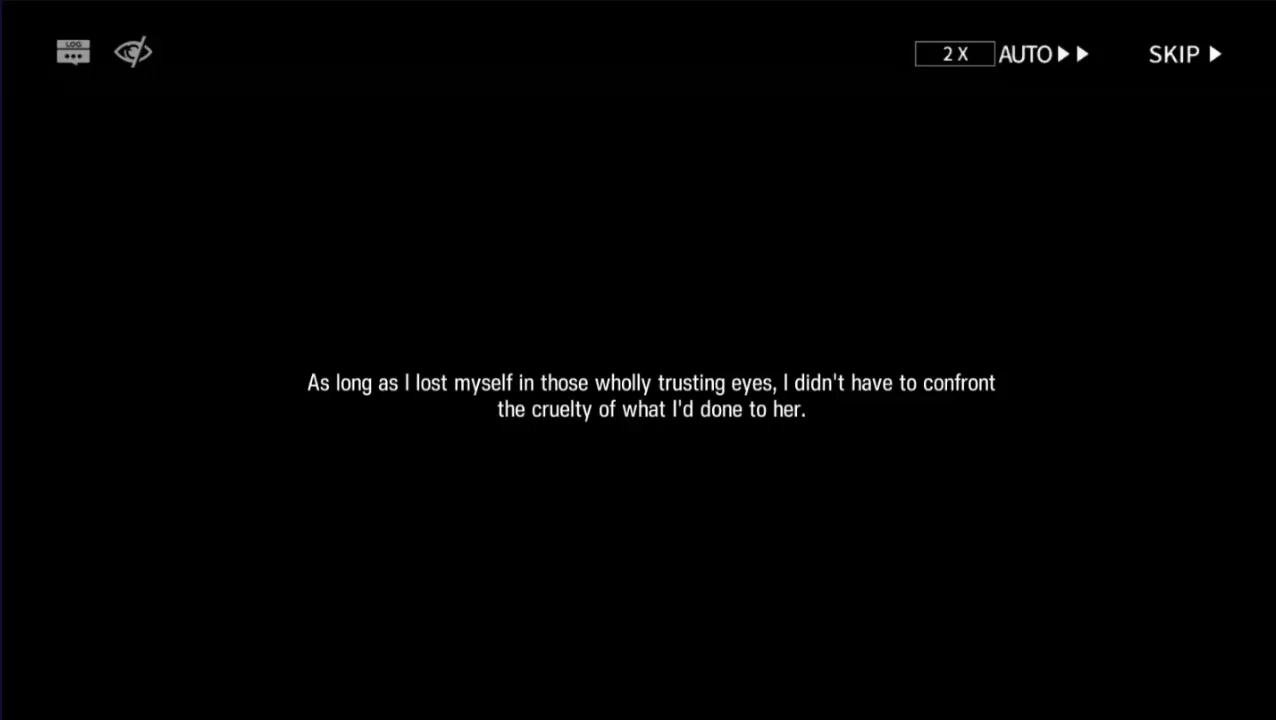 LOG
2 X AUTO SKIP
As long as I lost myself in those wholly trusting eyes, I didn't have to confront
the cruelty of what I'd done to her.